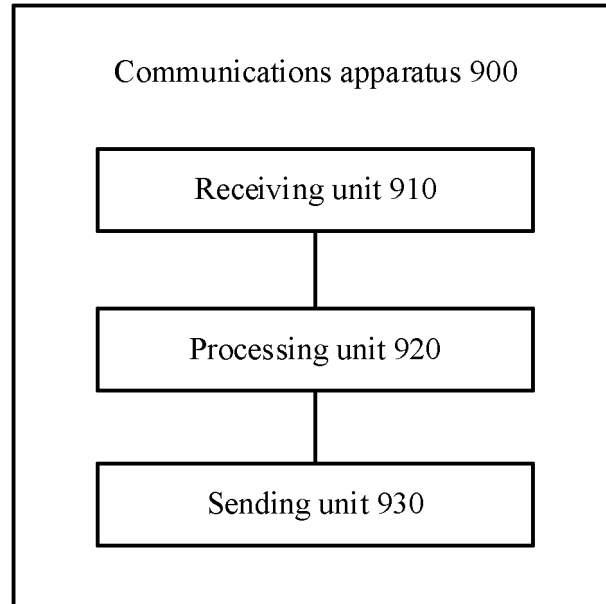 Communications apparatus 900
Receiving unit 910
Processing unit 920
Sending unit 930